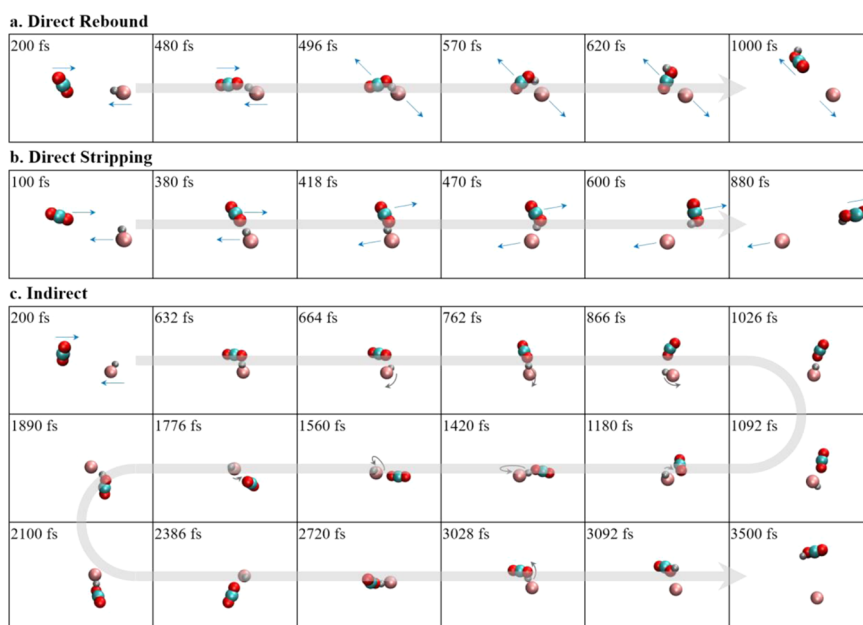 a. Direct Rebound
200 fs 480 fs 496 fs 570 fs 620 fs 1000 fs
b. Direct Stripping
100 fs 380 fs 418 fs 470 fs 600 fs 880 fs
c. Indirect
200 fs 632 fs 664 fs 762 fs 866 fs 1026 fs
1890 fs 1776 fs 1560 fs 1420 fs 1180 fs 1092 fs
2100 fs 2386 fs 2720 fs 3028 fs 3092 fs 3500 fs